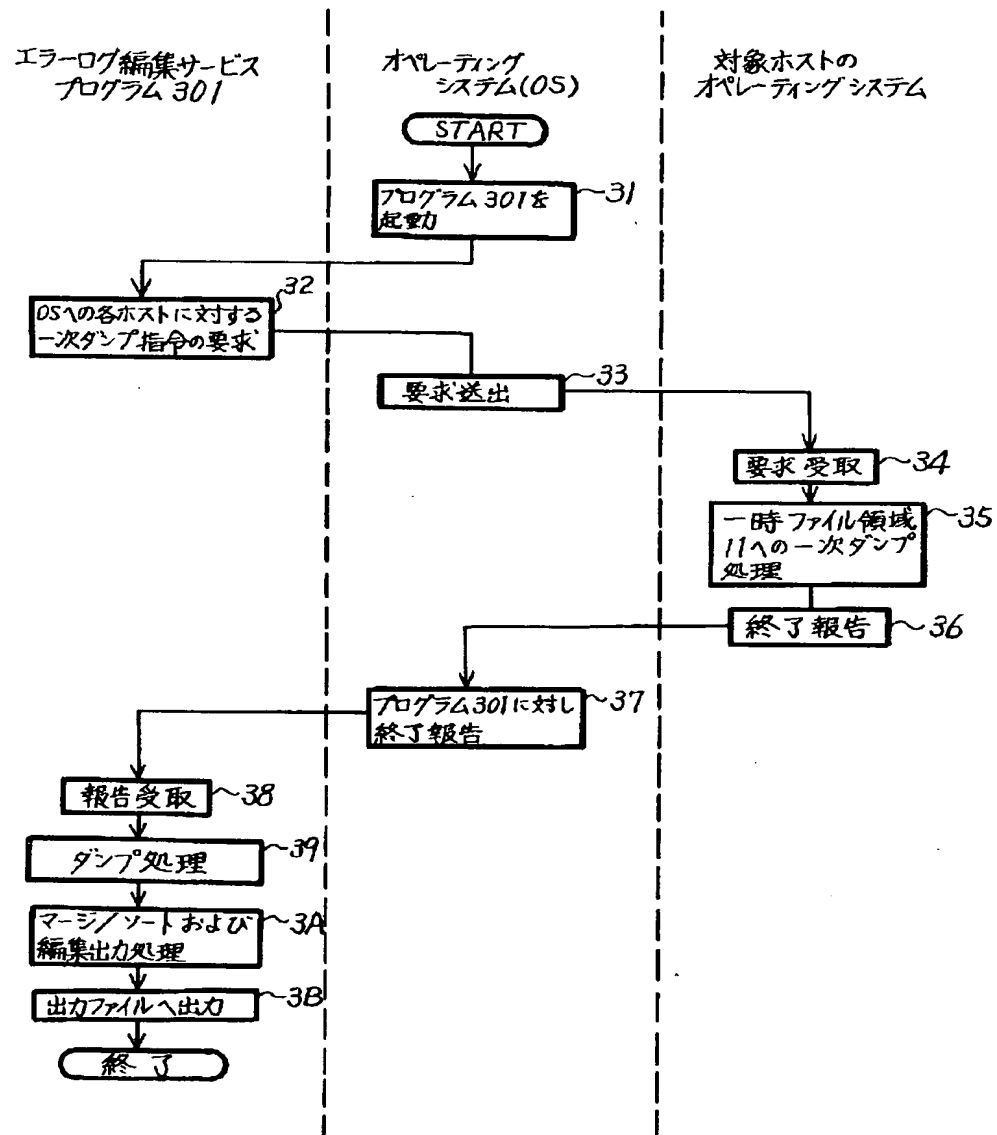 エラーログ編集サービス
プログラム301
オペレーティング
システム(OS)
対象ホストの
オペレーティングシステム
START
プログラム301を
起動
31
OSへの各ホストに対する
一次ダンプ指令の要求
32
要求送出
33
要求受取
34
一時ファイル領域
11への一次ダンプ
処理
35
終了報告
36
プログラム301に対し
終了報告
37
報告受取
38
ダンプ処理
39
マージ/ソートおよび
編集出力処理
3A
出力ファイルへ出力
3B
終了